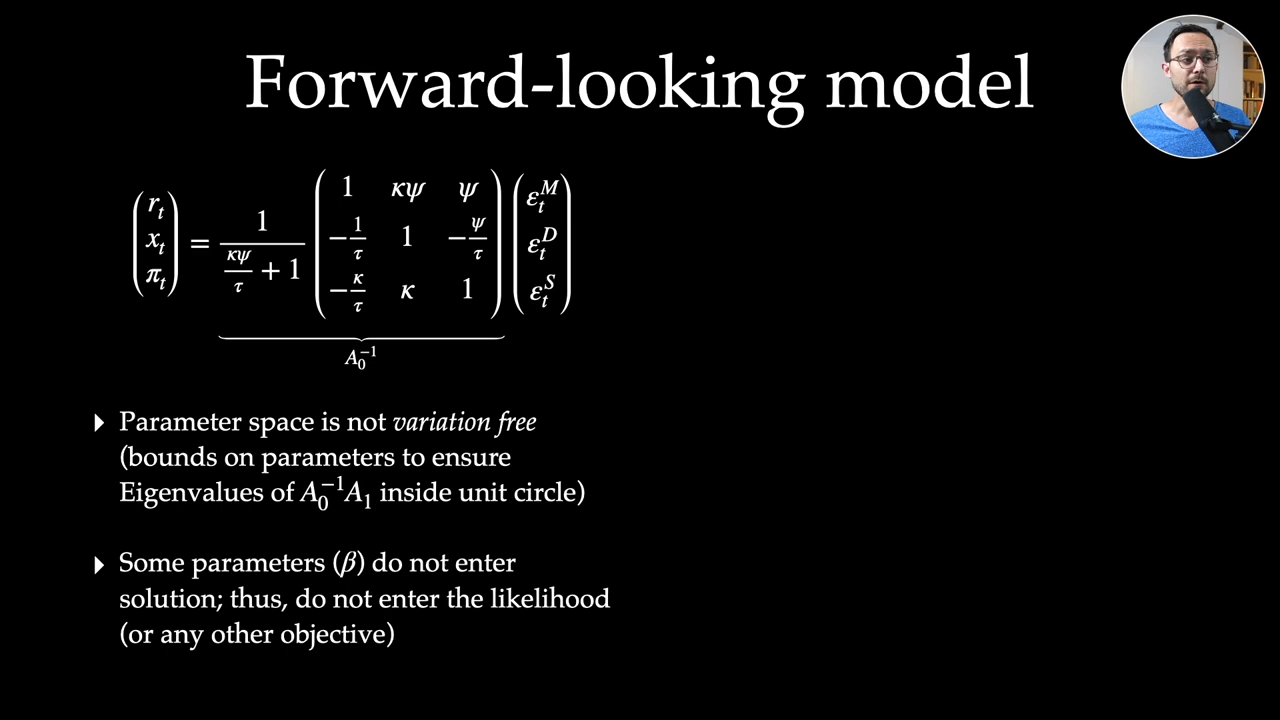 Forward-looking model
( r_t ; x_t ; π_t ) = 1 / (κψ/τ + 1) ( 1  κψ  ψ ; −1/τ  1  −ψ/τ ; −κ/τ  κ  1 ) ( ε_t^M ; ε_t^D ; ε_t^S )
A_0^{−1}
Parameter space is not variation free
(bounds on parameters to ensure
Eigenvalues of A_0^{−1}A_1 inside unit circle)
Some parameters (β) do not enter
solution; thus, do not enter the likelihood
(or any other objective)